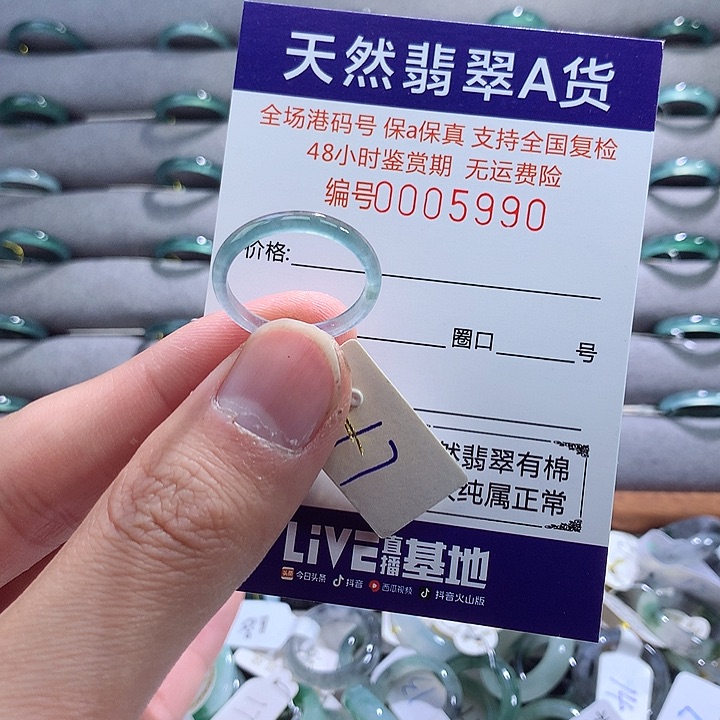 天然翡翠A货
全场港码号 保a保真 支持全国复检
48小时鉴赏期 无运费险
编号0005990
价格:
圈口 号
然翡翠有棉
纯属正常
LiVE直播基地
头条 今日头条 抖音 西瓜视频 抖音火山版
17